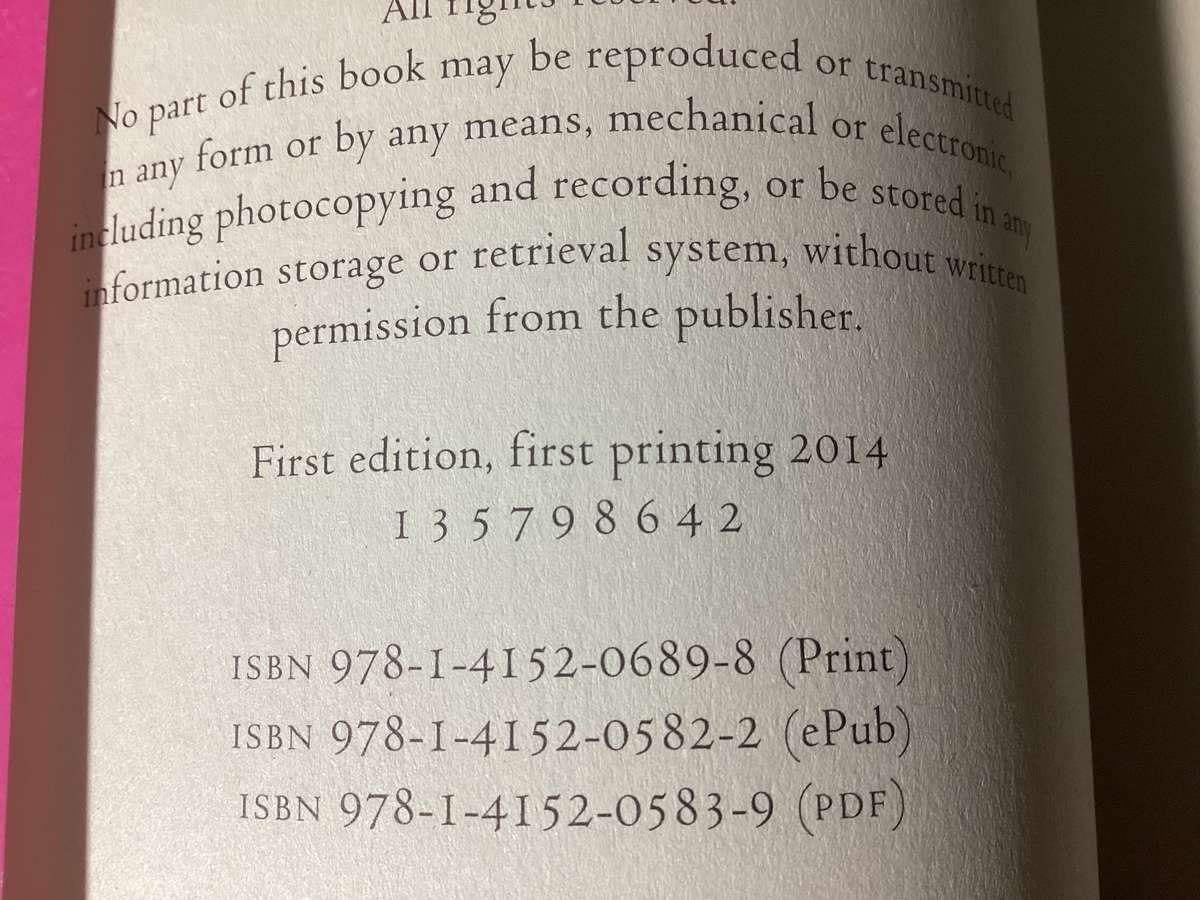 All rights reserved.
No part of this book may be reproduced or transmitted
in any form or by any means, mechanical or electronic,
including photocopying and recording, or be stored in any
information storage or retrieval system, without written
permission from the publisher.
First edition, first printing 2014
1 3 5 7 9 8 6 4 2
ISBN 978-1-4152-0689-8 (Print)
ISBN 978-1-4152-0582-2 (ePub)
ISBN 978-1-4152-0583-9 (PDF)